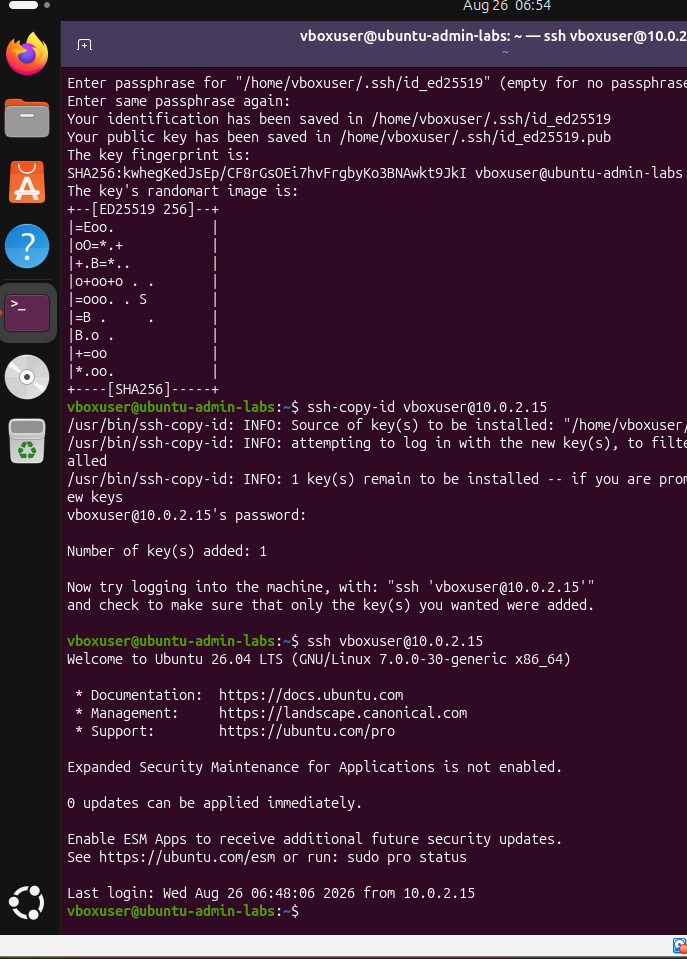 Aug 26 06:54
vboxuser@ubuntu-admin-labs: ~ — ssh vboxuser@10.0.2
~
Enter passphrase for "/home/vboxuser/.ssh/id_ed25519" (empty for no passphrase
Enter same passphrase again:
Your identification has been saved in /home/vboxuser/.ssh/id_ed25519
Your public key has been saved in /home/vboxuser/.ssh/id_ed25519.pub
The key fingerprint is:
SHA256:kwhegKedJsEp/CF8rGsOEi7hvFrgbyKo3BNAwkt9JkI vboxuser@ubuntu-admin-labs
The key's randomart image is:
+--[ED25519 256]--+
|=Eoo.            |
|oO=*.+           |
|+.B=*..          |
|o+oo+o . .       |
|=ooo. . S        |
|=B .     .       |
|B.o .            |
|+=oo             |
|*.oo.            |
+----[SHA256]-----+
vboxuser@ubuntu-admin-labs:~$ ssh-copy-id vboxuser@10.0.2.15
/usr/bin/ssh-copy-id: INFO: Source of key(s) to be installed: "/home/vboxuser/
/usr/bin/ssh-copy-id: INFO: attempting to log in with the new key(s), to filte
alled
/usr/bin/ssh-copy-id: INFO: 1 key(s) remain to be installed -- if you are prom
ew keys
vboxuser@10.0.2.15's password:
Number of key(s) added: 1
Now try logging into the machine, with: "ssh 'vboxuser@10.0.2.15'"
and check to make sure that only the key(s) you wanted were added.
vboxuser@ubuntu-admin-labs:~$ ssh vboxuser@10.0.2.15
Welcome to Ubuntu 26.04 LTS (GNU/Linux 7.0.0-30-generic x86_64)
* Documentation:  https://docs.ubuntu.com
* Management:     https://landscape.canonical.com
* Support:        https://ubuntu.com/pro
Expanded Security Maintenance for Applications is not enabled.
0 updates can be applied immediately.
Enable ESM Apps to receive additional future security updates.
See https://ubuntu.com/esm or run: sudo pro status
Last login: Wed Aug 26 06:48:06 2026 from 10.0.2.15
vboxuser@ubuntu-admin-labs:~$